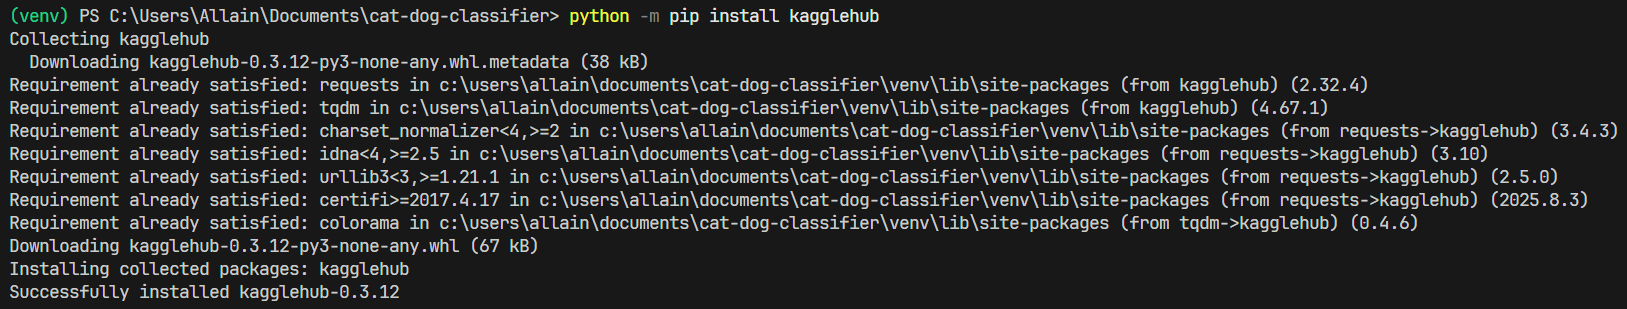 (venv) PS C:\Users\Allain\Documents\cat-dog-classifier> python -m pip install kagglehub
Collecting kagglehub
  Downloading kagglehub-0.3.12-py3-none-any.whl.metadata (38 kB)
Requirement already satisfied: requests in c:\users\allain\documents\cat-dog-classifier\venv\lib\site-packages (from kagglehub) (2.32.4)
Requirement already satisfied: tqdm in c:\users\allain\documents\cat-dog-classifier\venv\lib\site-packages (from kagglehub) (4.67.1)
Requirement already satisfied: charset_normalizer<4,>=2 in c:\users\allain\documents\cat-dog-classifier\venv\lib\site-packages (from requests->kagglehub) (3.4.3)
Requirement already satisfied: idna<4,>=2.5 in c:\users\allain\documents\cat-dog-classifier\venv\lib\site-packages (from requests->kagglehub) (3.10)
Requirement already satisfied: urllib3<3,>=1.21.1 in c:\users\allain\documents\cat-dog-classifier\venv\lib\site-packages (from requests->kagglehub) (2.5.0)
Requirement already satisfied: certifi>=2017.4.17 in c:\users\allain\documents\cat-dog-classifier\venv\lib\site-packages (from requests->kagglehub) (2025.8.3)
Requirement already satisfied: colorama in c:\users\allain\documents\cat-dog-classifier\venv\lib\site-packages (from tqdm->kagglehub) (0.4.6)
Downloading kagglehub-0.3.12-py3-none-any.whl (67 kB)
Installing collected packages: kagglehub
Successfully installed kagglehub-0.3.12